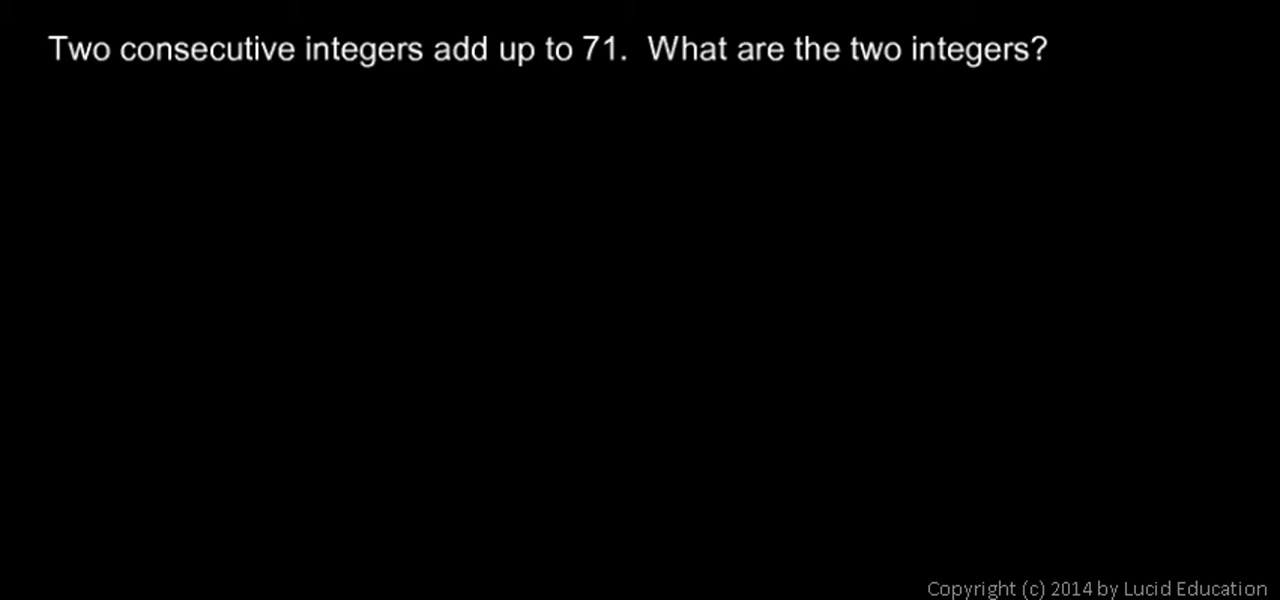 Two consecutive integers add up to 71.  What are the two integers?
Copyright (c) 2014 by Lucid Education